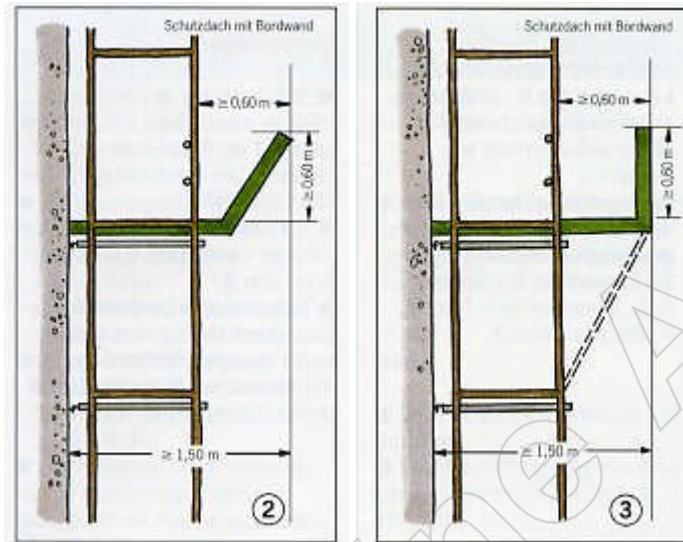 Schutzdach mit Bordwand
≥ 0,60 m
≥ 0,60 m
≥ 1,50 m
2
Schutzdach mit Bordwand
≥ 0,60 m
≥ 0,60 m
≥ 1,50 m
3